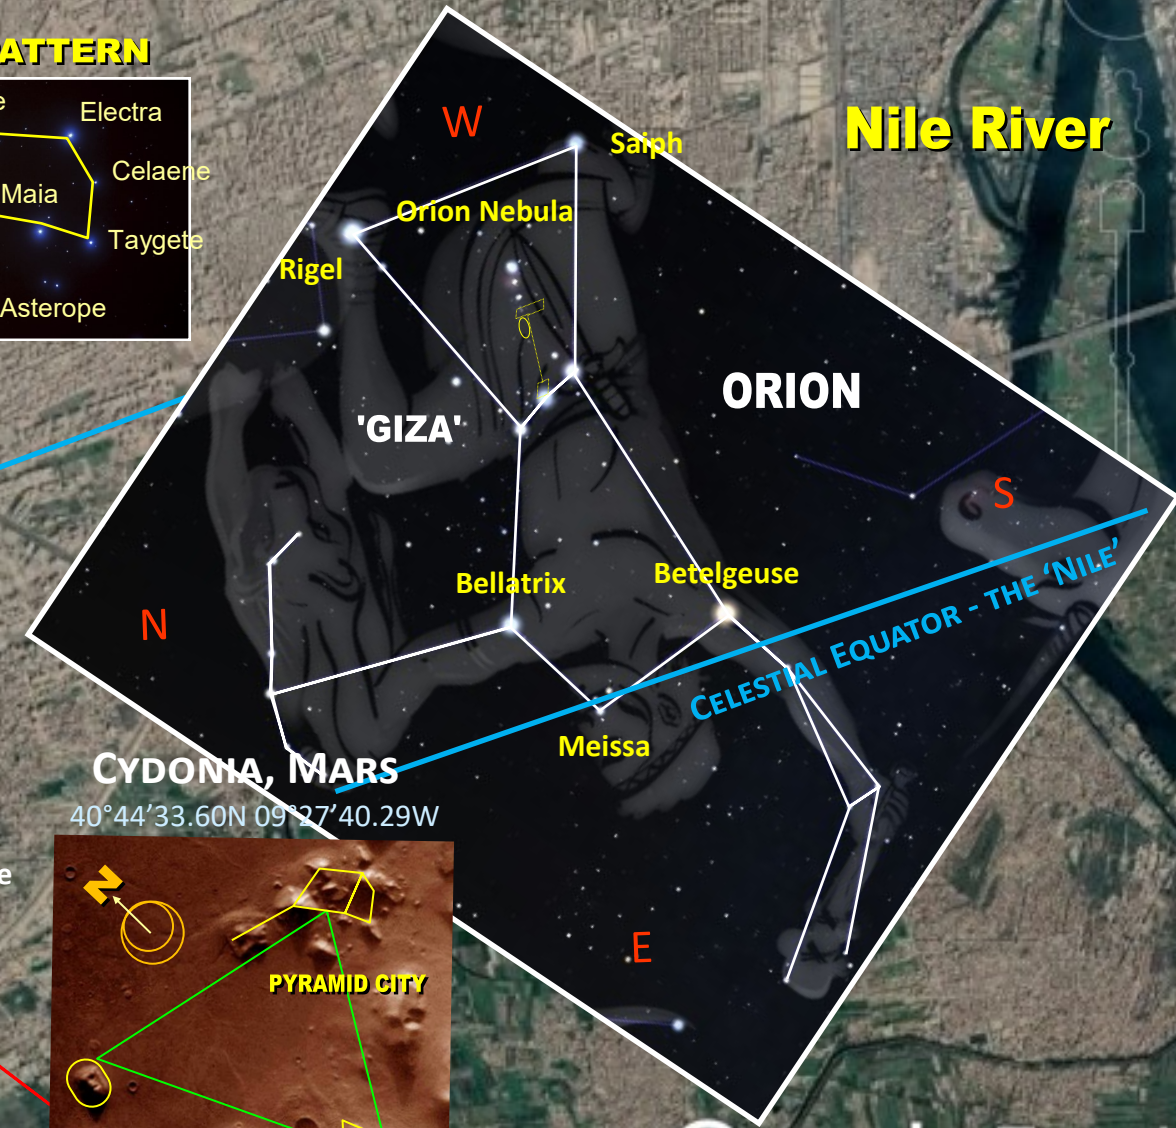 ATTERN
e
Electra
Celaene
Maia
Taygete
Asterope
W
Saiph
Nile River
Orion Nebula
Rigel
'GIZA'
ORION
S
Bellatrix
Betelgeuse
N
CELESTIAL EQUATOR - THE ‘NILE’
Meissa
CYDONIA, MARS
40°44’33.60N 09°27’40.29W
e
N
E
PYRAMID CITY